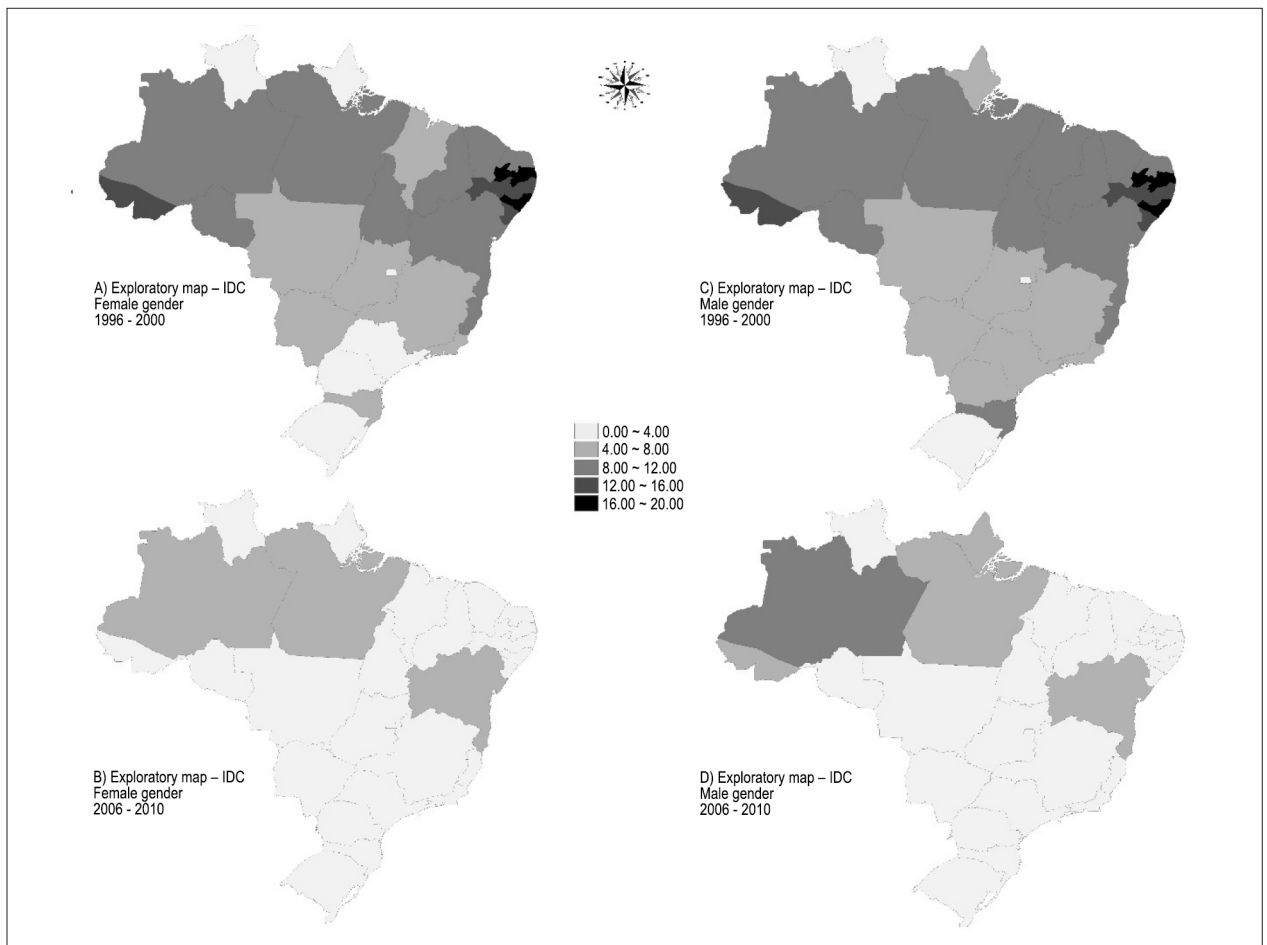 A) Exploratory map – IDC
Female gender
1996 - 2000
C) Exploratory map – IDC
Male gender
1996 - 2000
0.00 ~ 4.00
4.00 ~ 8.00
8.00 ~ 12.00
12.00 ~ 16.00
16.00 ~ 20.00
B) Exploratory map – IDC
Female gender
2006 - 2010
D) Exploratory map – IDC
Male gender
2006 - 2010